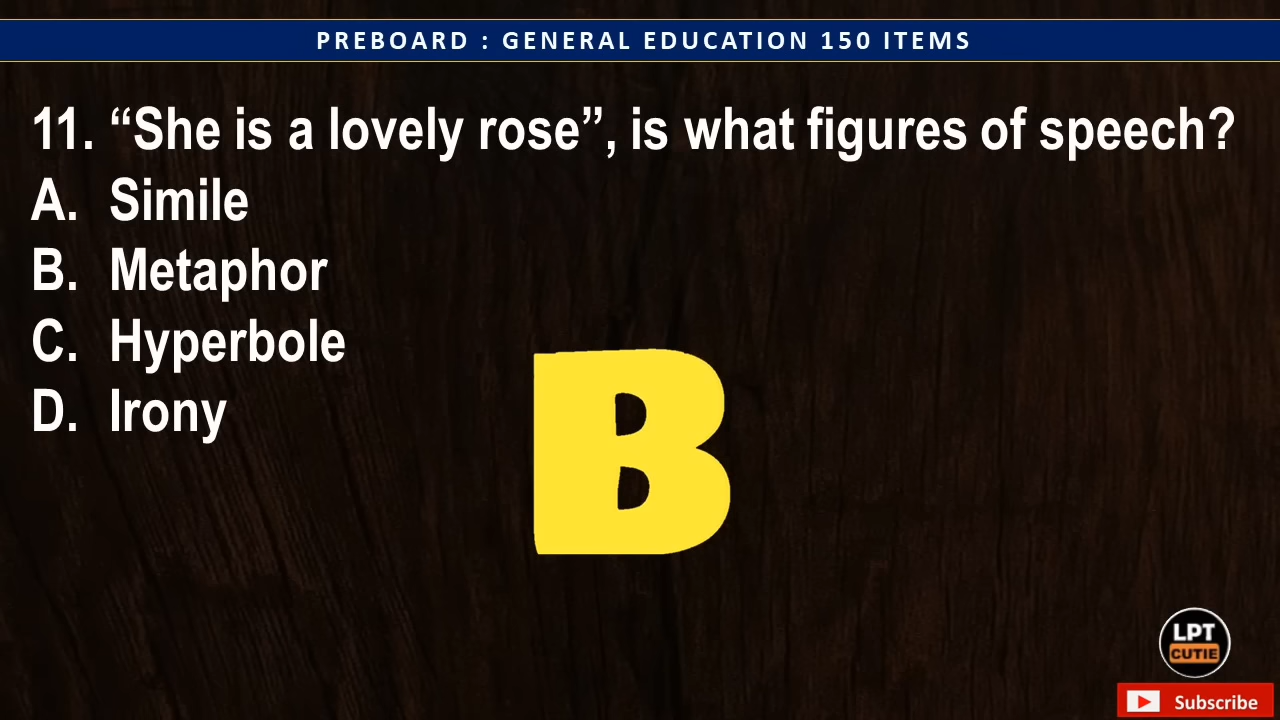 PREBOARD : GENERAL EDUCATION 150 ITEMS
11. “She is a lovely rose”, is what figures of speech?
A. Simile
B. Metaphor
C. Hyperbole
D. Irony
B
LPT
CUTIE
Subscribe